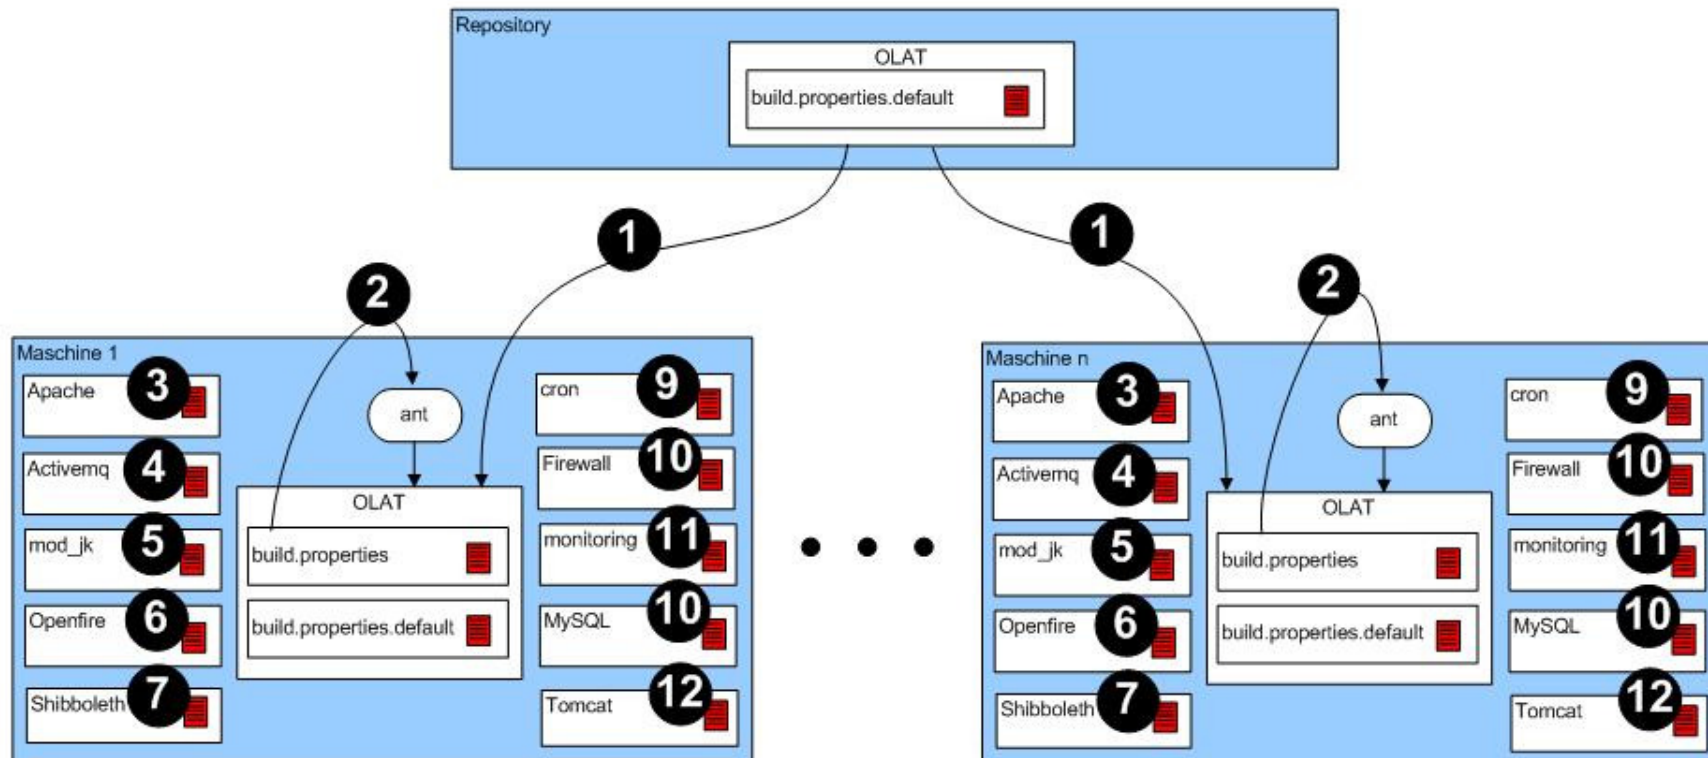 Repository
OLAT
build.properties.default
1
1
2
2
Maschine 1
Apache
3
Activemq
4
mod_jk
5
Openfire
6
Shibboleth
7
ant
OLAT
build.properties
build.properties.default
cron
9
Firewall
10
monitoring
11
MySQL
10
Tomcat
12
Maschine n
Apache
3
Activemq
4
mod_jk
5
Openfire
6
Shibboleth
7
ant
OLAT
build.properties
build.properties.default
cron
9
Firewall
10
monitoring
11
MySQL
10
Tomcat
12